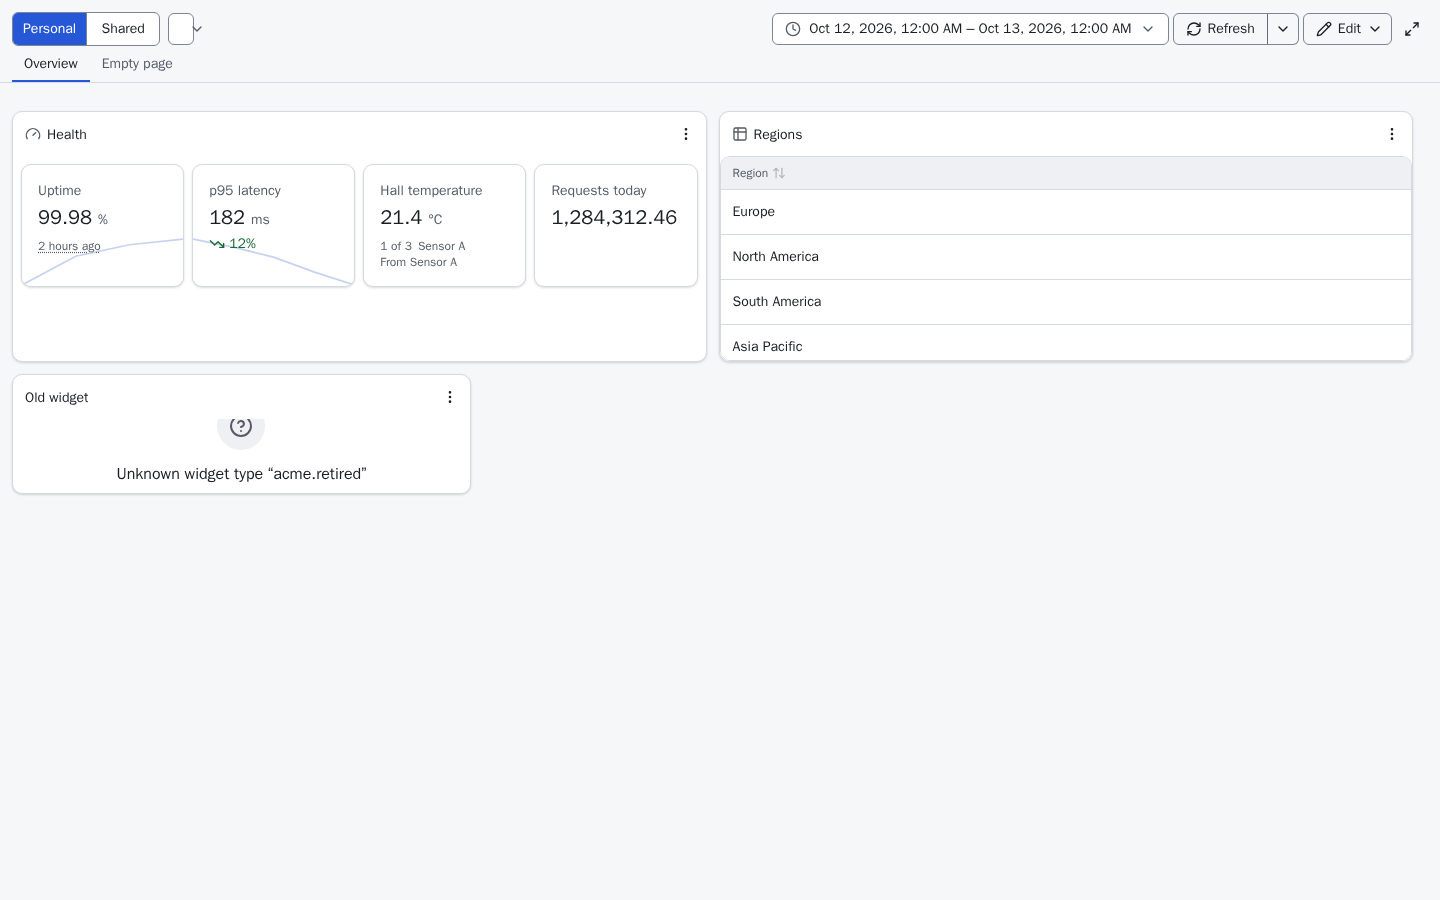 Personal Shared
Oct 12, 2026, 12:00 AM – Oct 13, 2026, 12:00 AM
Refresh
Edit
Overview Empty page
Health
Uptime
99.98 %
2 hours ago
p95 latency
182 ms
12%
Hall temperature
21.4 °C
1 of 3 Sensor A
From Sensor A
Requests today
1,284,312.46
Regions
Region
Europe
North America
South America
Asia Pacific
Old widget
Unknown widget type “acme.retired”